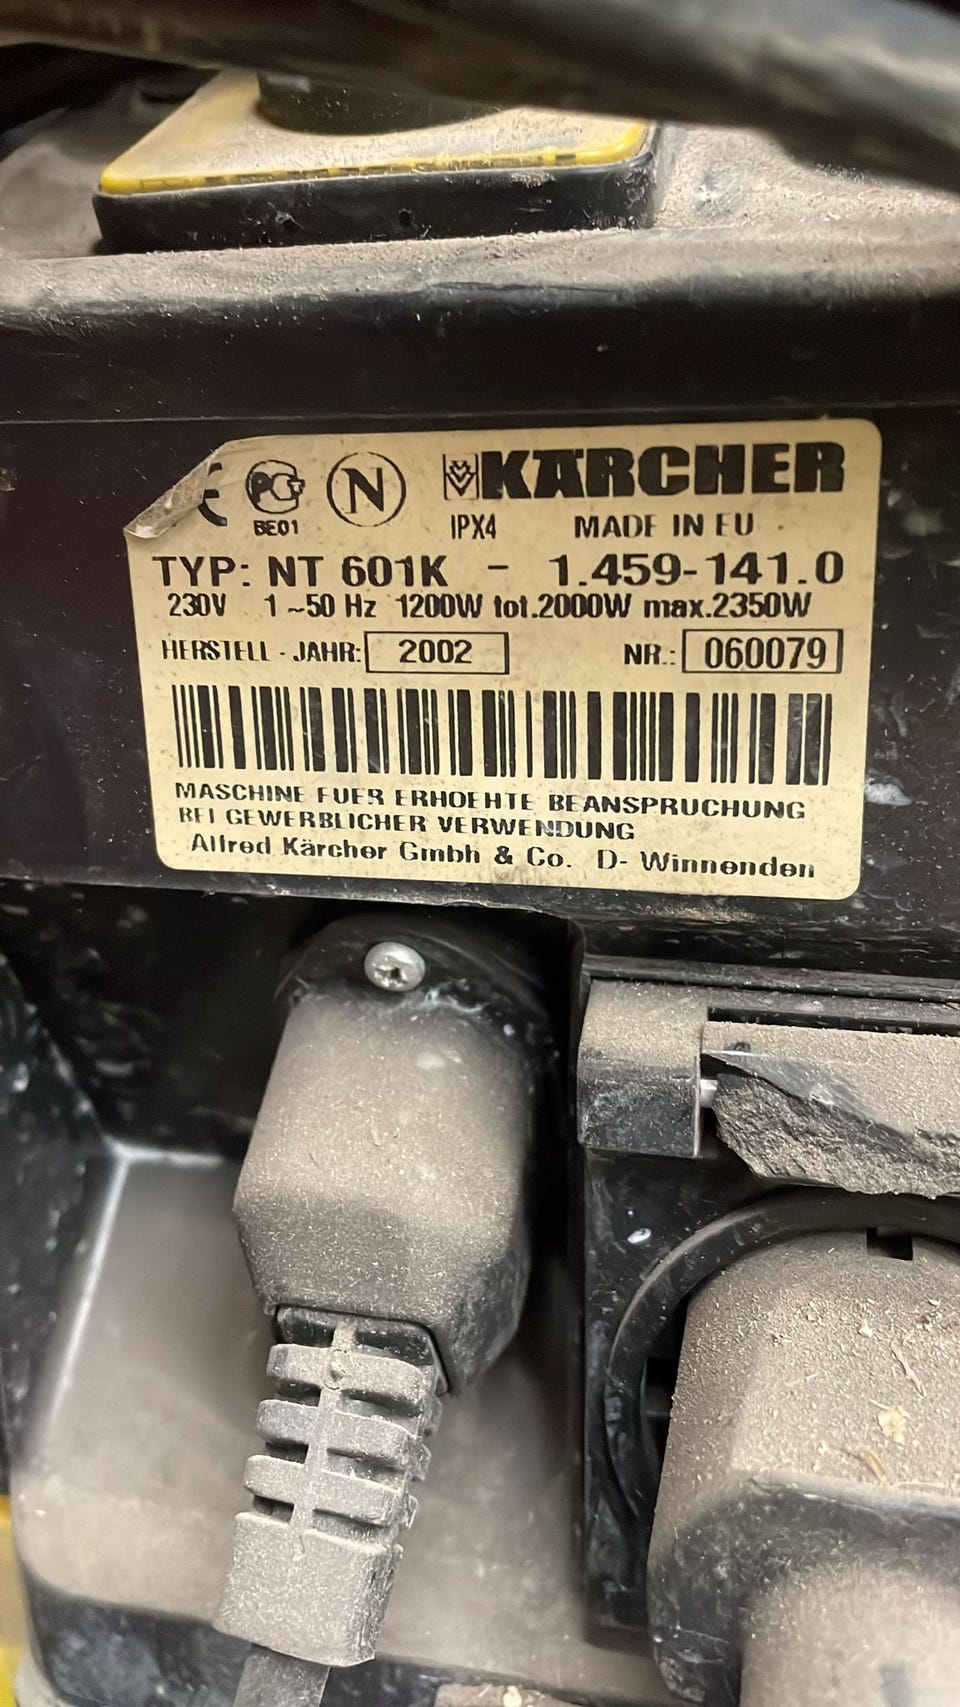 PCT
BE01
N
KÄRCHER
IPX4 MADE IN EU
TYP: NT 601K - 1.459-141.0
230V 1~50 Hz 1200W tot.2000W max.2350W
HERSTELL-JAHR: 2002 NR.: 060079
MASCHINE FUER ERHOEHTE BEANSPRUCHUNG
BEI GEWERBLICHER VERWENDUNG
Alfred Kärcher Gmbh & Co. D- Winnenden